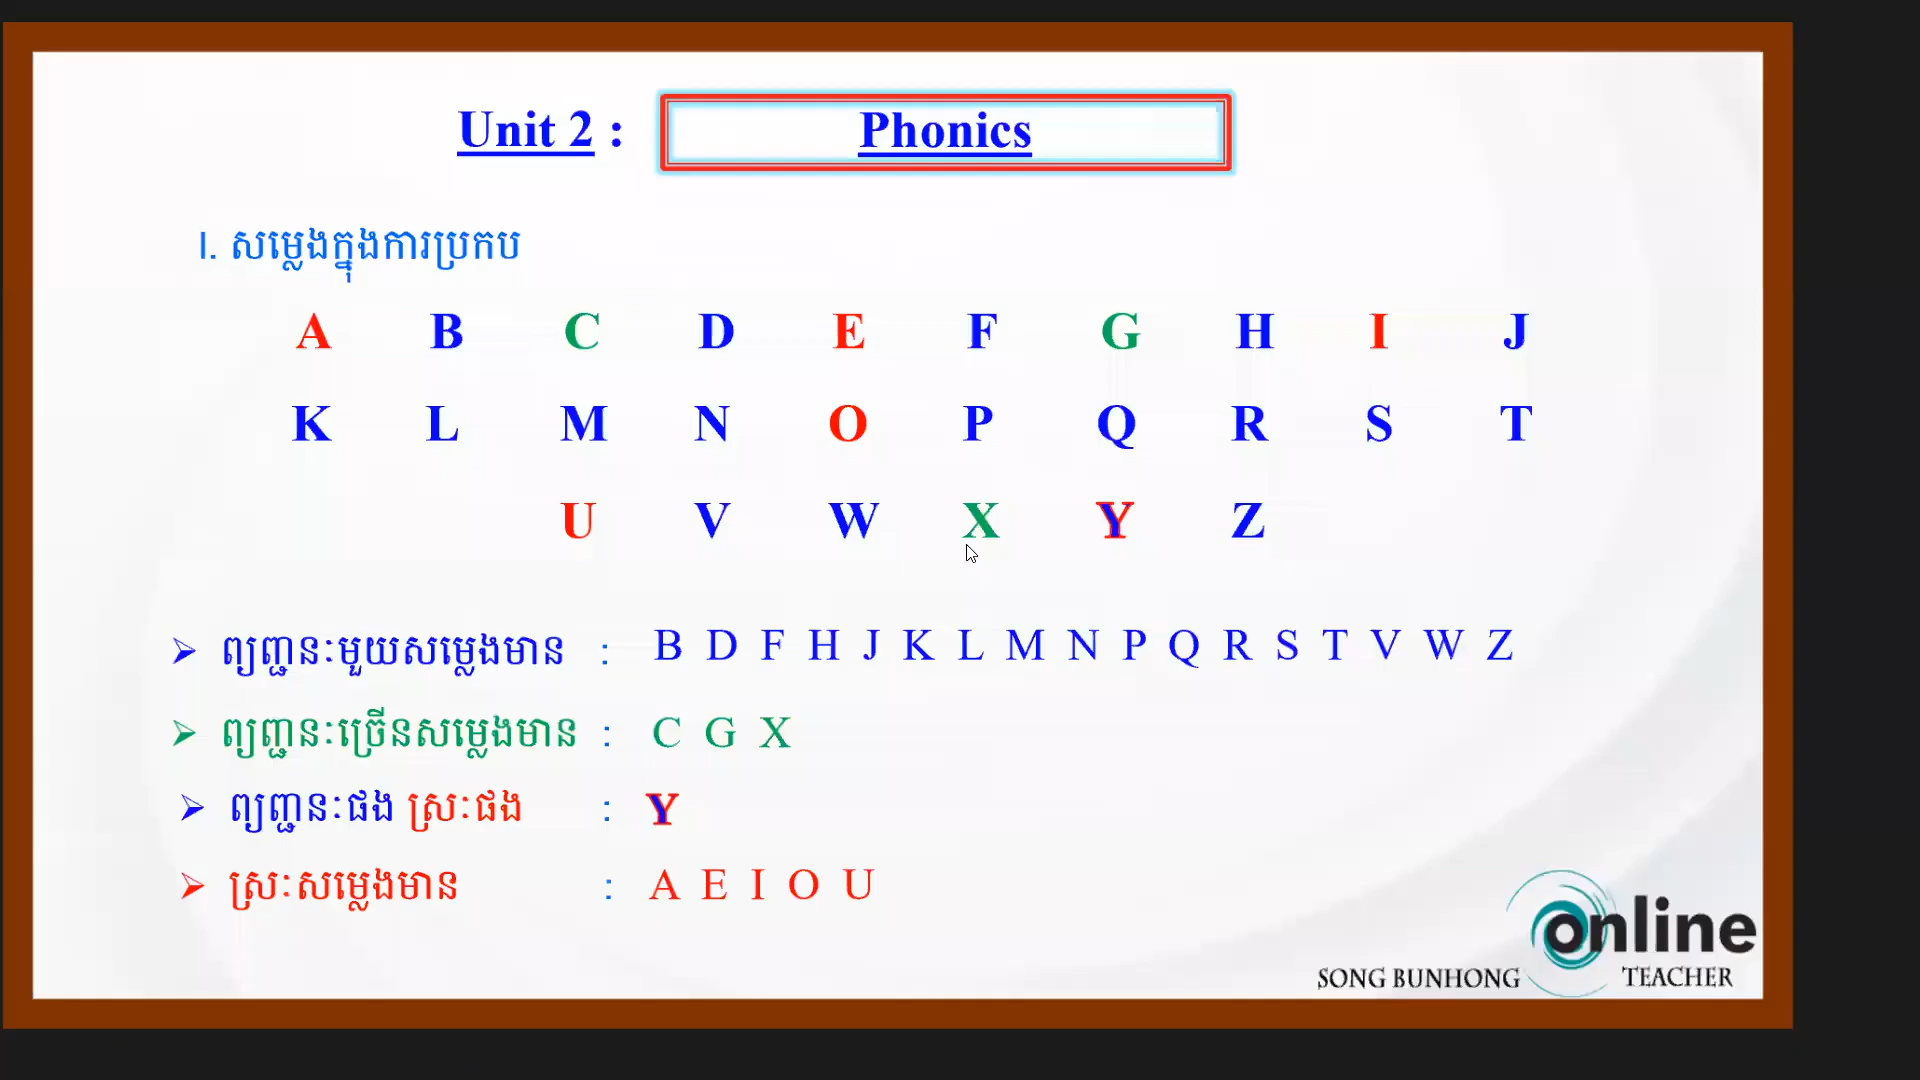 Unit 2 : Phonics
I. សម្លេងក្នុងការប្រកប
A B C D E F G H I J
K L M N O P Q R S T
U V W X Y Z
➢ ព្យញ្ជនៈមួយសម្លេងមាន : B D F H J K L M N P Q R S T V W Z
➢ ព្យញ្ជនៈច្រើនសម្លេងមាន : C G X
➢ ព្យញ្ជនៈផង ស្រៈផង : Y
➢ ស្រៈសម្លេងមាន : A E I O U
online
SONG BUNHONG TEACHER